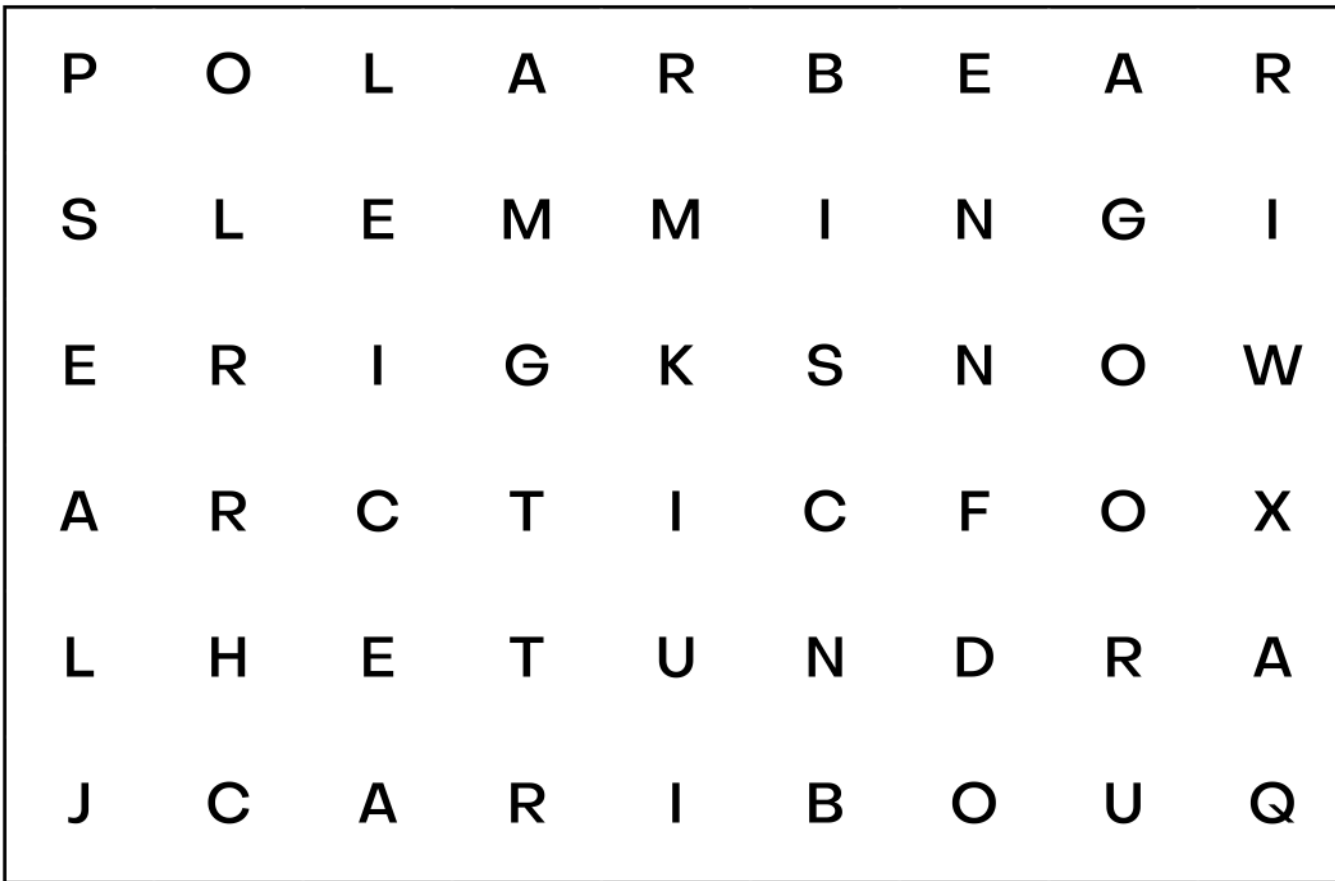 P O L A R B E A R
S L E M M I N G I
E R I G K S N O W
A R C T I C F O X
L H E T U N D R A
J C A R I B O U Q